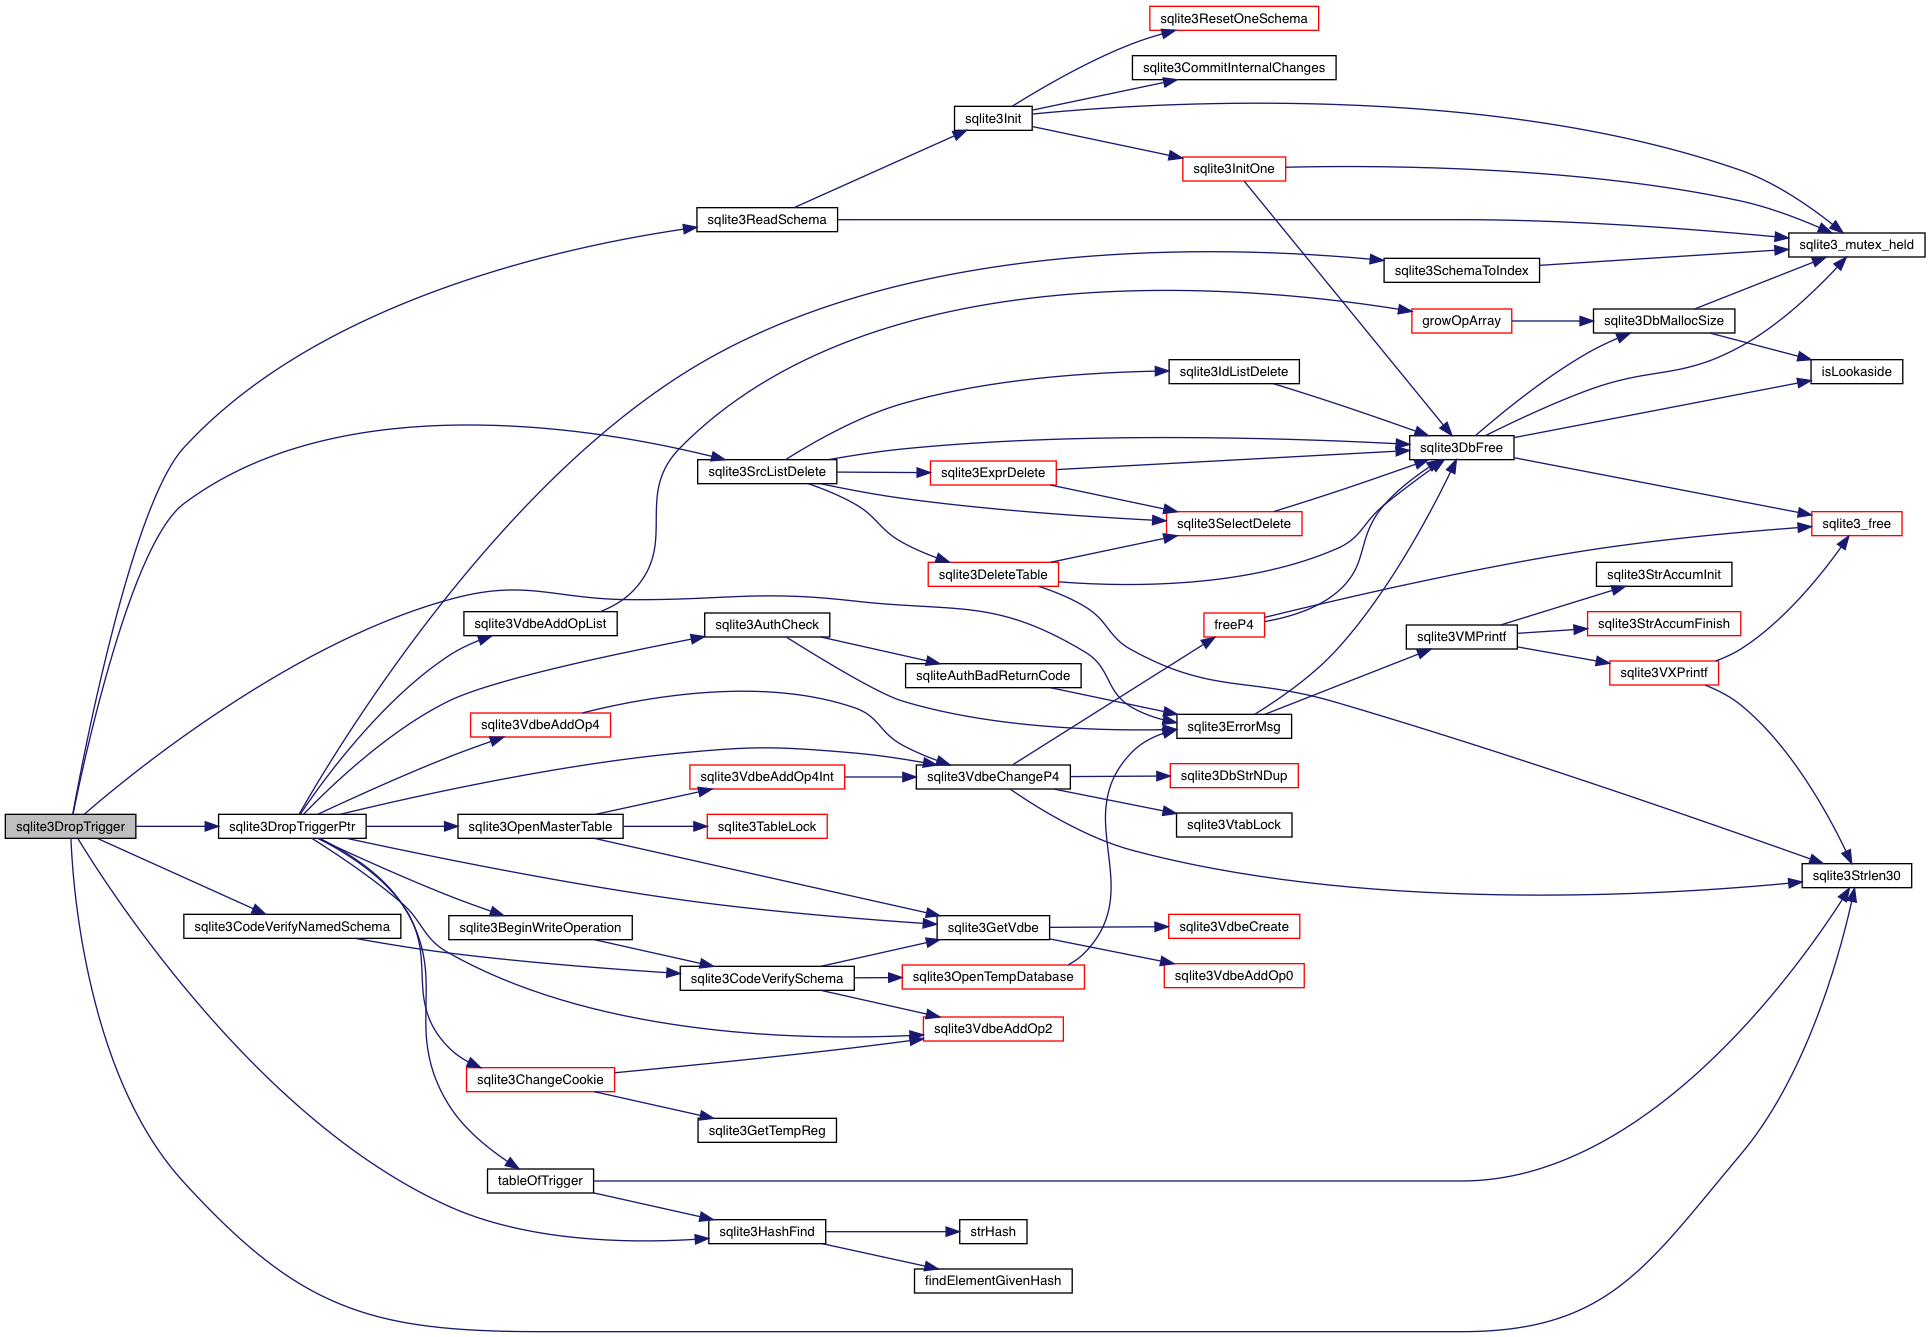 sqlite3ResetOneSchema
sqlite3CommitInternalChanges
sqlite3Init
sqlite3InitOne
sqlite3ReadSchema
sqlite3_mutex_held
sqlite3SchemaToIndex
growOpArray
sqlite3DbMallocSize
sqlite3IdListDelete
isLookaside
sqlite3DbFree
sqlite3SrcListDelete
sqlite3ExprDelete
sqlite3SelectDelete
sqlite3_free
sqlite3DeleteTable
sqlite3StrAccumInit
sqlite3VdbeAddOpList
sqlite3AuthCheck
freeP4
sqlite3StrAccumFinish
sqlite3VMPrintf
sqliteAuthBadReturnCode
sqlite3VXPrintf
sqlite3VdbeAddOp4
sqlite3ErrorMsg
sqlite3VdbeAddOp4Int
sqlite3VdbeChangeP4
sqlite3DbStrNDup
sqlite3DropTrigger
sqlite3DropTriggerPtr
sqlite3OpenMasterTable
sqlite3TableLock
sqlite3VtabLock
sqlite3Strlen30
sqlite3CodeVerifyNamedSchema
sqlite3BeginWriteOperation
sqlite3GetVdbe
sqlite3VdbeCreate
sqlite3CodeVerifySchema
sqlite3OpenTempDatabase
sqlite3VdbeAddOp0
sqlite3VdbeAddOp2
sqlite3ChangeCookie
sqlite3GetTempReg
tableOfTrigger
sqlite3HashFind
strHash
findElementGivenHash